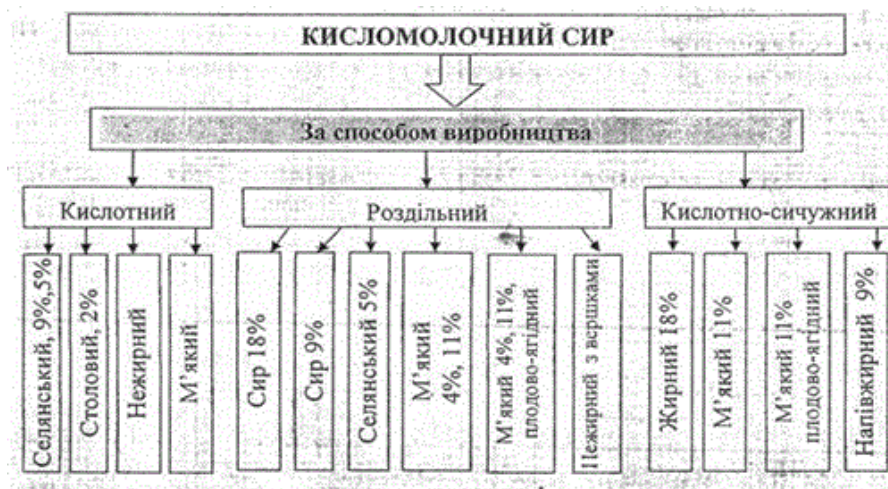 КИСЛОМОЛОЧНИЙ СИР
За способом виробництва
Кислотний
Роздільний
Кислотно-сичужний
Селянський, 9%,5%
Столовий, 2%
Нежирний
М’який
Сир 18%
Сир 9%
Селянський 5%
М’який
4%, 11%
М’який 4%, 11%,
плодово-ягідний
Нежирний з вершками
Жирний 18%
М’який 11%
М’який 11%
плодово-ягідний
Напівжирний 9%